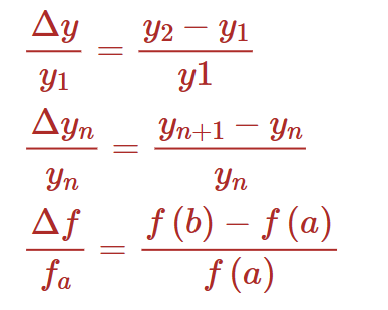 Δy/y₁ = (y₂ − y₁)/y1
Δyₙ/yₙ = (yₙ₊₁ − yₙ)/yₙ
Δf/fₐ = (f(b) − f(a))/f(a)